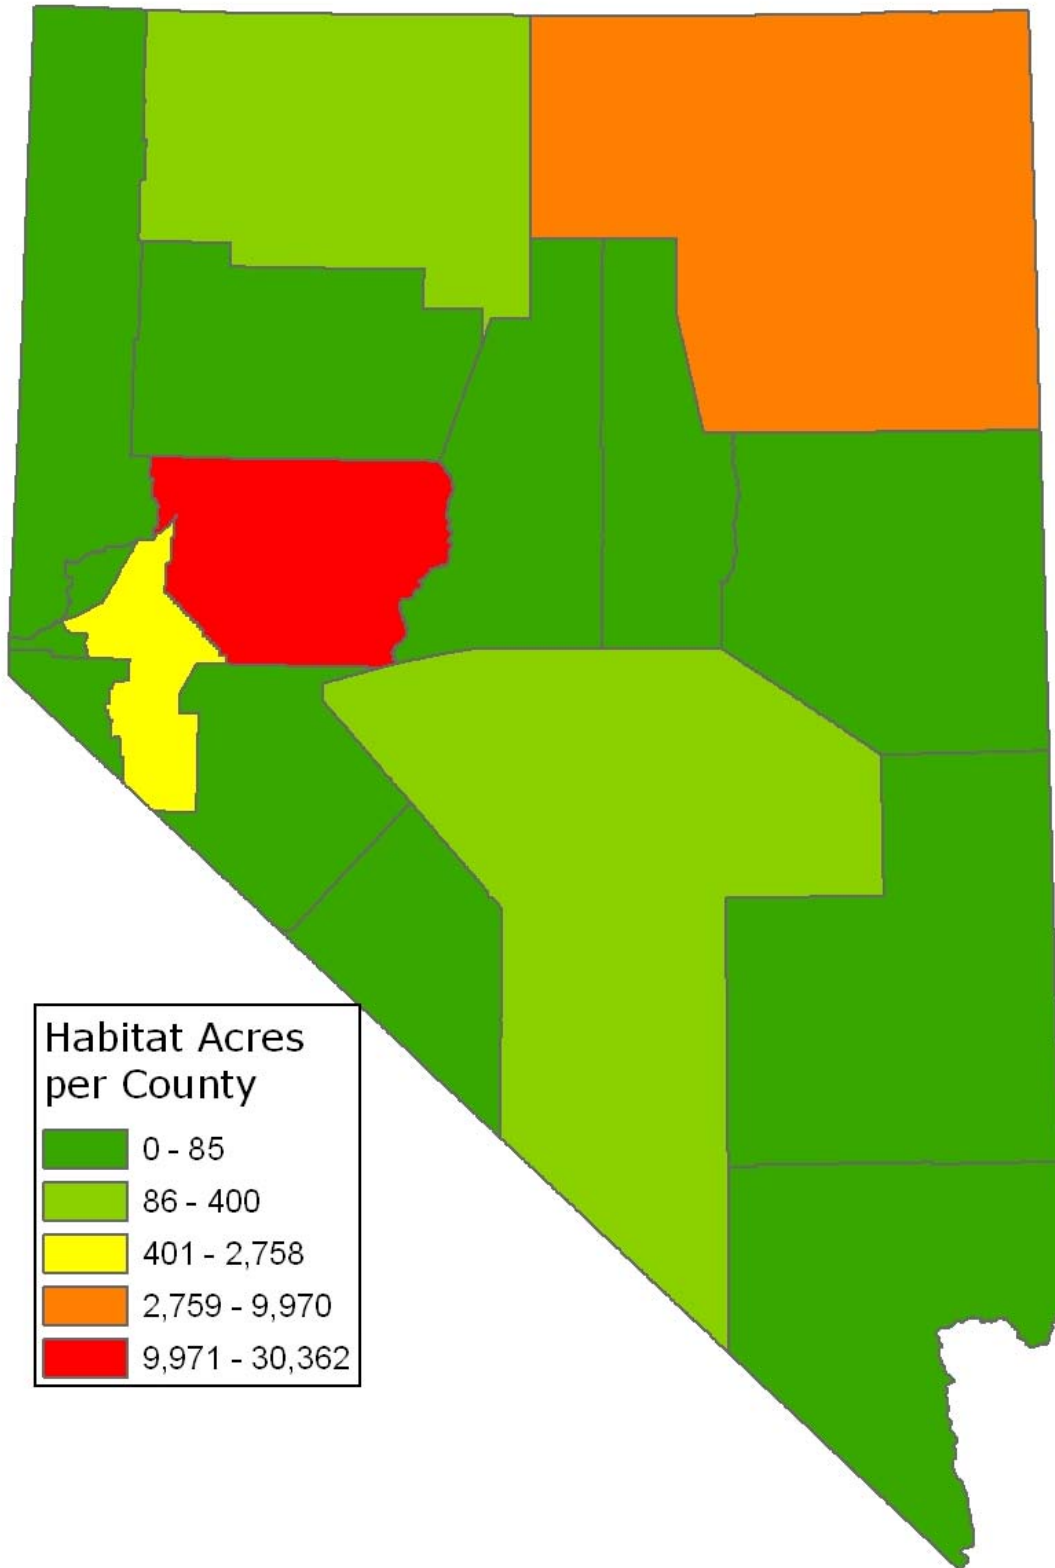 Habitat Acres
per County
0 - 85
86 - 400
401 - 2,758
2,759 - 9,970
9,971 - 30,362